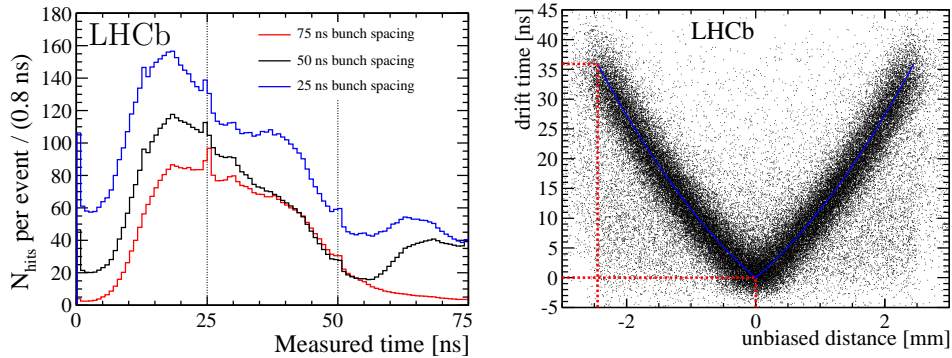 LHCb
75 ns bunch spacing
50 ns bunch spacing
25 ns bunch spacing
N_hits per event / (0.8 ns)
180
160
140
120
100
80
60
40
20
0
0 25 50 75
Measured time [ns]
LHCb
drift time [ns]
45
40
35
30
25
20
15
10
5
0
-5
-2 0 2
unbiased distance [mm]